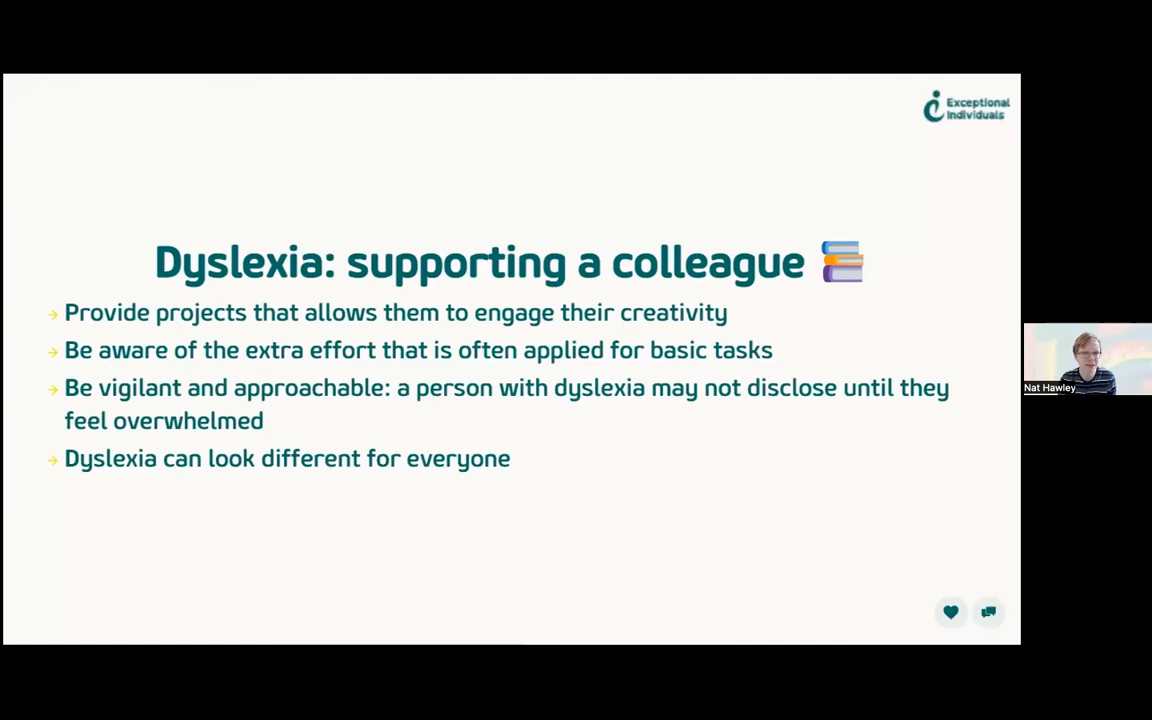 Exceptional
Individuals
Dyslexia: supporting a colleague
Provide projects that allows them to engage their creativity
Be aware of the extra effort that is often applied for basic tasks
Be vigilant and approachable: a person with dyslexia may not disclose until they
feel overwhelmed
Dyslexia can look different for everyone
Nat Hawley